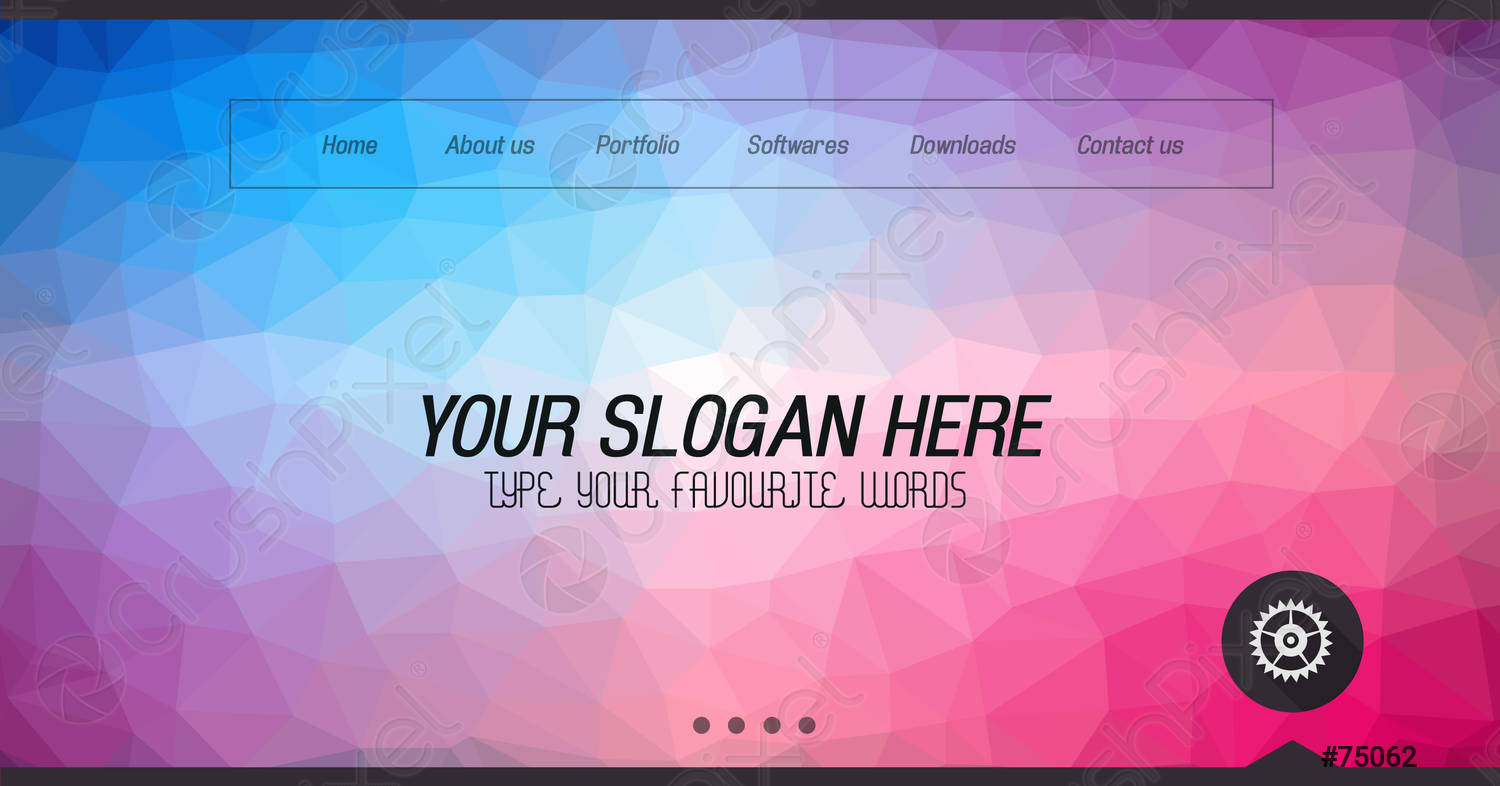 Home About us Portfolio Softwares Downloads Contact us
YOUR SLOGAN HERE
TYPE YOUR FAVOURITE WORDS
#75062
crushpixel